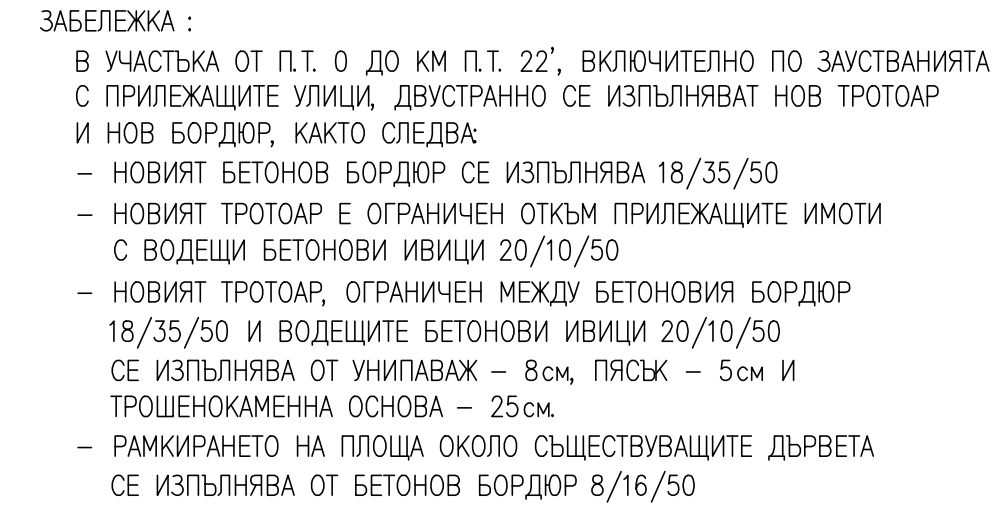 ЗАБЕЛЕЖКА :
В УЧАСТЪКА ОТ П.Т. 0 ДО КМ П.Т. 22', ВКЛЮЧИТЕЛНО ПО ЗАУСТВАНИЯТА
С ПРИЛЕЖАЩИТЕ УЛИЦИ, ДВУСТРАННО СЕ ИЗПЪЛНЯВАТ НОВ ТРОТОАР
И НОВ БОРДЮР, КАКТО СЛЕДВА:
– НОВИЯТ БЕТОНОВ БОРДЮР СЕ ИЗПЪЛНЯВА 18/35/50
– НОВИЯТ ТРОТОАР Е ОГРАНИЧЕН ОТКЪМ ПРИЛЕЖАЩИТЕ ИМОТИ
С ВОДЕЩИ БЕТОНОВИ ИВИЦИ 20/10/50
– НОВИЯТ ТРОТОАР, ОГРАНИЧЕН МЕЖДУ БЕТОНОВИЯ БОРДЮР
18/35/50 И ВОДЕЩИТЕ БЕТОНОВИ ИВИЦИ 20/10/50
СЕ ИЗПЪЛНЯВА ОТ УНИПАВАЖ – 8см, ПЯСЪК – 5см И
ТРОШЕНОКАМЕННА ОСНОВА – 25см.
– РАМКИРАНЕТО НА ПЛОЩА ОКОЛО СЪЩЕСТВУВАЩИТЕ ДЪРВЕТА
СЕ ИЗПЪЛНЯВА ОТ БЕТОНОВ БОРДЮР 8/16/50